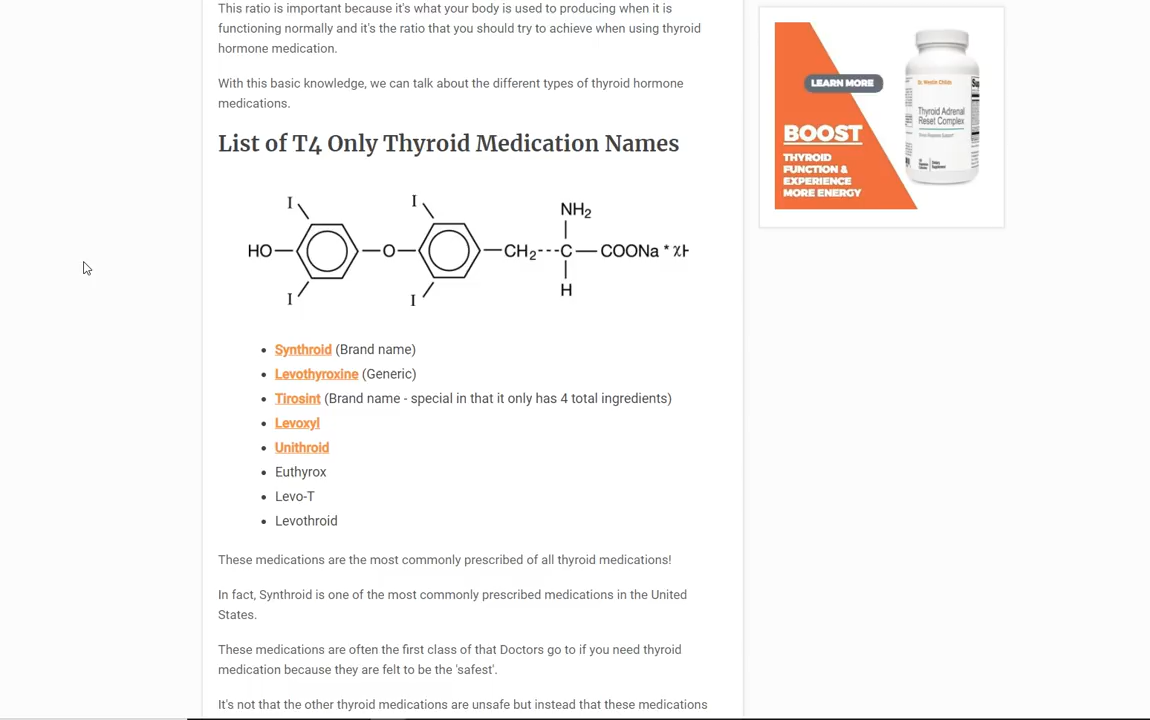 This ratio is important because it's what your body is used to producing when it is
functioning normally and it's the ratio that you should try to achieve when using thyroid
hormone medication.
With this basic knowledge, we can talk about the different types of thyroid hormone
medications.
List of T4 Only Thyroid Medication Names
I I NH2
HO O CH2 C COONa *
I I H
Synthroid (Brand name)
Levothyroxine (Generic)
Tirosint (Brand name - special in that it only has 4 total ingredients)
Levoxyl
Unithroid
Euthyrox
Levo-T
Levothroid
These medications are the most commonly prescribed of all thyroid medications!
In fact, Synthroid is one of the most commonly prescribed medications in the United
States.
These medications are often the first class of that Doctors go to if you need thyroid
medication because they are felt to be the 'safest'.
It's not that the other thyroid medications are unsafe but instead that these medications
LEARN MORE
BOOST
THYROID
FUNCTION &
EXPERIENCE
MORE ENERGY
Dr. Westin Childs
Thyroid Adrenal
Reset Complex